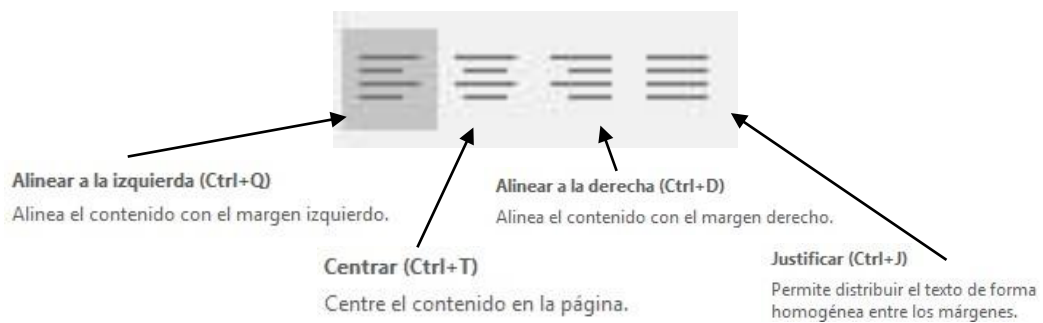 Alinear a la izquierda (Ctrl+Q)
Alinea el contenido con el margen izquierdo.
Alinear a la derecha (Ctrl+D)
Alinea el contenido con el margen derecho.
Centrar (Ctrl+T)
Centre el contenido en la página.
Justificar (Ctrl+J)
Permite distribuir el texto de forma
homogénea entre los márgenes.